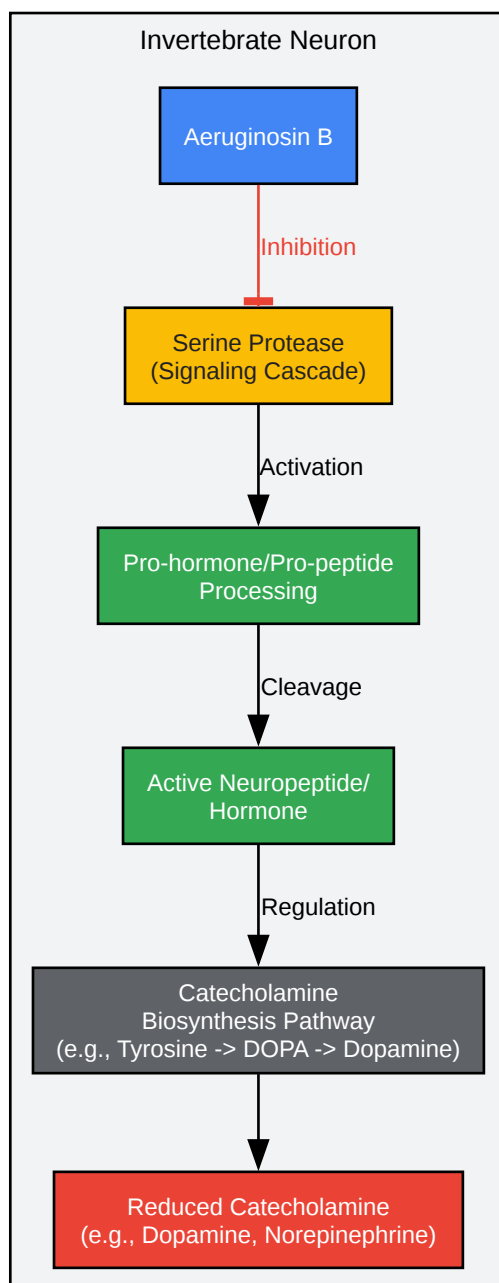 Invertebrate Neuron
Aeruginosin B
Inhibition
Serine Protease
(Signaling Cascade)
Activation
Pro-hormone/Pro-peptide
Processing
Cleavage
Active Neuropeptide/
Hormone
Regulation
Catecholamine
Biosynthesis Pathway
(e.g., Tyrosine -> DOPA -> Dopamine)
Reduced Catecholamine
(e.g., Dopamine, Norepinephrine)